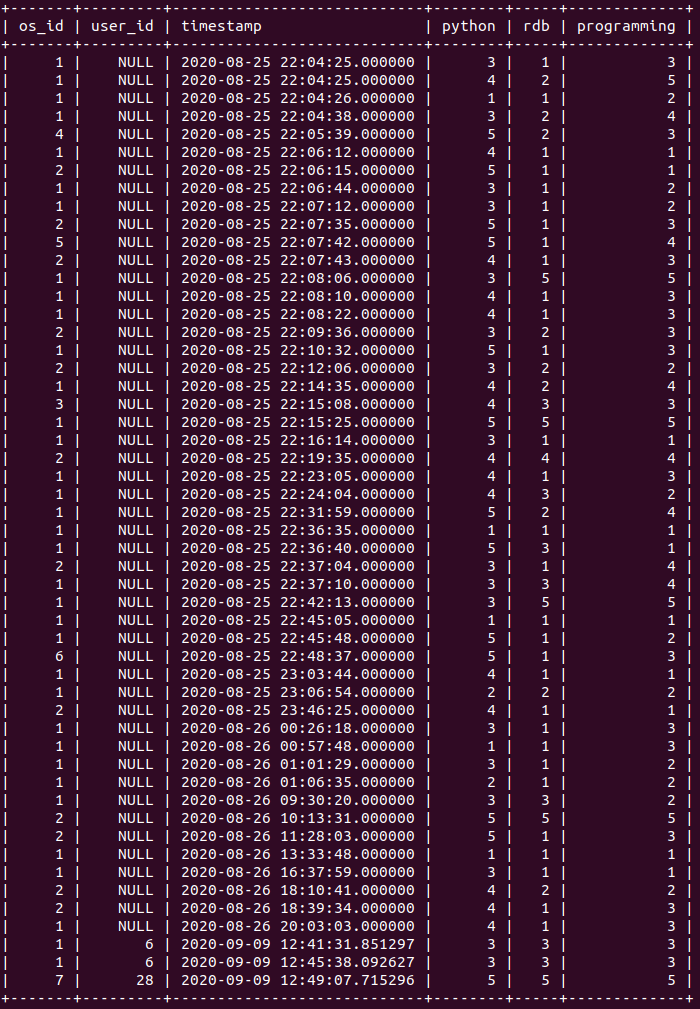 +-------+---------+----------------------------+--------+-----+-------------+
| os_id | user_id | timestamp                  | python | rdb | programming |
+-------+---------+----------------------------+--------+-----+-------------+
|     1 |    NULL | 2020-08-25 22:04:25.000000 |      3 |   1 |           3 |
|     1 |    NULL | 2020-08-25 22:04:25.000000 |      4 |   2 |           5 |
|     1 |    NULL | 2020-08-25 22:04:26.000000 |      1 |   1 |           2 |
|     1 |    NULL | 2020-08-25 22:04:38.000000 |      3 |   2 |           4 |
|     4 |    NULL | 2020-08-25 22:05:39.000000 |      5 |   2 |           3 |
|     1 |    NULL | 2020-08-25 22:06:12.000000 |      4 |   1 |           1 |
|     2 |    NULL | 2020-08-25 22:06:15.000000 |      5 |   1 |           1 |
|     1 |    NULL | 2020-08-25 22:06:44.000000 |      3 |   1 |           2 |
|     1 |    NULL | 2020-08-25 22:07:12.000000 |      3 |   1 |           2 |
|     2 |    NULL | 2020-08-25 22:07:35.000000 |      5 |   1 |           3 |
|     5 |    NULL | 2020-08-25 22:07:42.000000 |      5 |   1 |           4 |
|     2 |    NULL | 2020-08-25 22:07:43.000000 |      4 |   1 |           3 |
|     1 |    NULL | 2020-08-25 22:08:06.000000 |      3 |   5 |           5 |
|     1 |    NULL | 2020-08-25 22:08:10.000000 |      4 |   1 |           3 |
|     1 |    NULL | 2020-08-25 22:08:22.000000 |      4 |   1 |           3 |
|     2 |    NULL | 2020-08-25 22:09:36.000000 |      3 |   2 |           3 |
|     1 |    NULL | 2020-08-25 22:10:32.000000 |      5 |   1 |           3 |
|     2 |    NULL | 2020-08-25 22:12:06.000000 |      3 |   2 |           2 |
|     1 |    NULL | 2020-08-25 22:14:35.000000 |      4 |   2 |           4 |
|     3 |    NULL | 2020-08-25 22:15:08.000000 |      4 |   3 |           3 |
|     1 |    NULL | 2020-08-25 22:15:25.000000 |      5 |   5 |           5 |
|     1 |    NULL | 2020-08-25 22:16:14.000000 |      3 |   1 |           1 |
|     2 |    NULL | 2020-08-25 22:19:35.000000 |      4 |   4 |           4 |
|     1 |    NULL | 2020-08-25 22:23:05.000000 |      4 |   1 |           3 |
|     1 |    NULL | 2020-08-25 22:24:04.000000 |      4 |   3 |           2 |
|     1 |    NULL | 2020-08-25 22:31:59.000000 |      5 |   2 |           4 |
|     1 |    NULL | 2020-08-25 22:36:35.000000 |      1 |   1 |           1 |
|     1 |    NULL | 2020-08-25 22:36:40.000000 |      5 |   3 |           1 |
|     2 |    NULL | 2020-08-25 22:37:04.000000 |      3 |   1 |           4 |
|     1 |    NULL | 2020-08-25 22:37:10.000000 |      3 |   3 |           4 |
|     1 |    NULL | 2020-08-25 22:42:13.000000 |      3 |   5 |           5 |
|     1 |    NULL | 2020-08-25 22:45:05.000000 |      1 |   1 |           1 |
|     1 |    NULL | 2020-08-25 22:45:48.000000 |      5 |   1 |           2 |
|     6 |    NULL | 2020-08-25 22:48:37.000000 |      5 |   1 |           3 |
|     1 |    NULL | 2020-08-25 23:03:44.000000 |      4 |   1 |           1 |
|     1 |    NULL | 2020-08-25 23:06:54.000000 |      2 |   2 |           2 |
|     2 |    NULL | 2020-08-25 23:46:25.000000 |      4 |   1 |           1 |
|     1 |    NULL | 2020-08-26 00:26:18.000000 |      3 |   1 |           3 |
|     1 |    NULL | 2020-08-26 00:57:48.000000 |      1 |   1 |           3 |
|     1 |    NULL | 2020-08-26 01:01:29.000000 |      3 |   1 |           2 |
|     1 |    NULL | 2020-08-26 01:06:35.000000 |      2 |   1 |           2 |
|     1 |    NULL | 2020-08-26 09:30:20.000000 |      3 |   3 |           2 |
|     2 |    NULL | 2020-08-26 10:13:31.000000 |      5 |   5 |           5 |
|     2 |    NULL | 2020-08-26 11:28:03.000000 |      5 |   1 |           3 |
|     1 |    NULL | 2020-08-26 13:33:48.000000 |      1 |   1 |           1 |
|     1 |    NULL | 2020-08-26 16:37:59.000000 |      3 |   1 |           1 |
|     2 |    NULL | 2020-08-26 18:10:41.000000 |      4 |   2 |           2 |
|     2 |    NULL | 2020-08-26 18:39:34.000000 |      4 |   1 |           3 |
|     1 |    NULL | 2020-08-26 20:03:03.000000 |      4 |   1 |           3 |
|     1 |       6 | 2020-09-09 12:41:31.851297 |      3 |   3 |           3 |
|     1 |       6 | 2020-09-09 12:45:38.092627 |      3 |   3 |           3 |
|     7 |      28 | 2020-09-09 12:49:07.715296 |      5 |   5 |           5 |
+-------+---------+----------------------------+--------+-----+-------------+